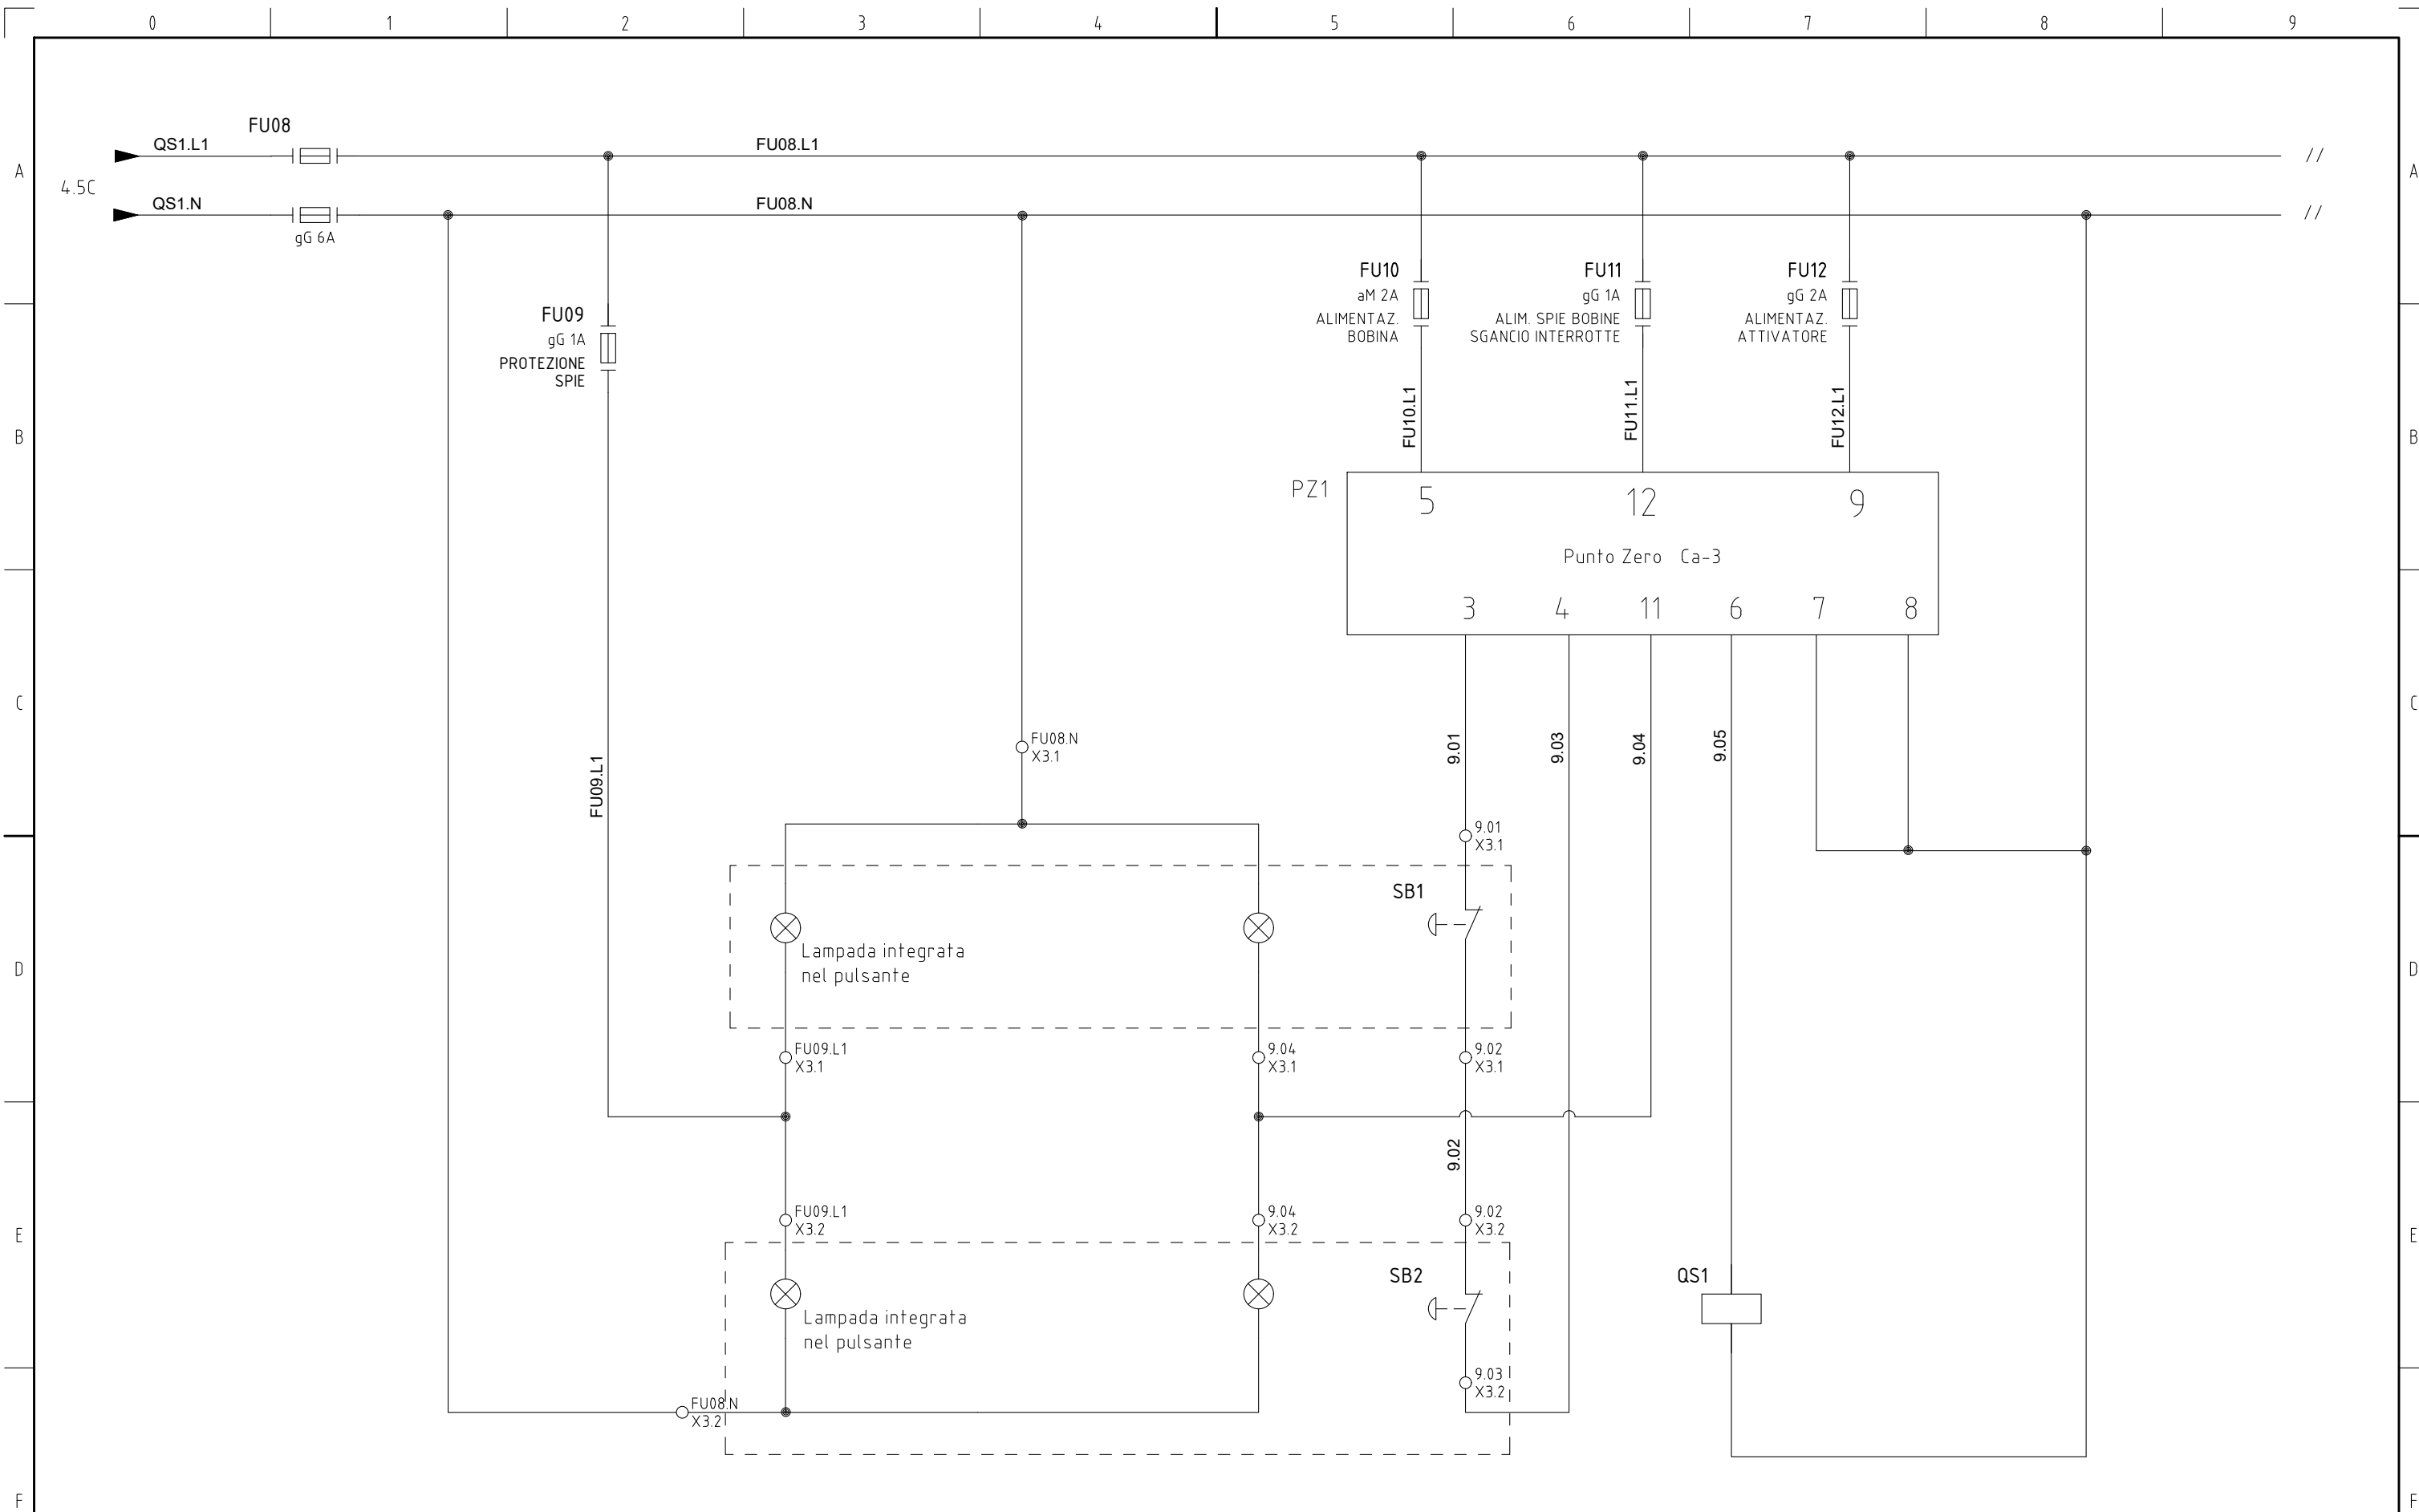 0 1 2 3 4 5 6 7 8 9
FU08
QS1.L1
FU08.L1
//
A
A
4.5C
QS1.N
FU08.N
//
gG 6A
FU10
aM 2A
ALIMENTAZ.
BOBINA
FU11
gG 1A
ALIM. SPIE BOBINE
SGANCIO INTERROTTE
FU12
gG 2A
ALIMENTAZ.
ATTIVATORE
FU09
gG 1A
PROTEZIONE
SPIE
FU10.L1
FU11.L1
FU12.L1
B
B
PZ1
5
12
9
Punto Zero Ca-3
3
4
11
6
7
8
C
C
FU09.L1
FU08.N
X3.1
9.01
9.03
9.04
9.05
9.01
X3.1
SB1
Lampada integrata
nel pulsante
D
D
FU09.L1
X3.1
9.04
X3.1
9.02
X3.1
9.02
FU09.L1
X3.2
9.04
X3.2
9.02
X3.2
E
E
SB2
QS1
Lampada integrata
nel pulsante
9.03
X3.2
FU08.N
X3.2
F
F